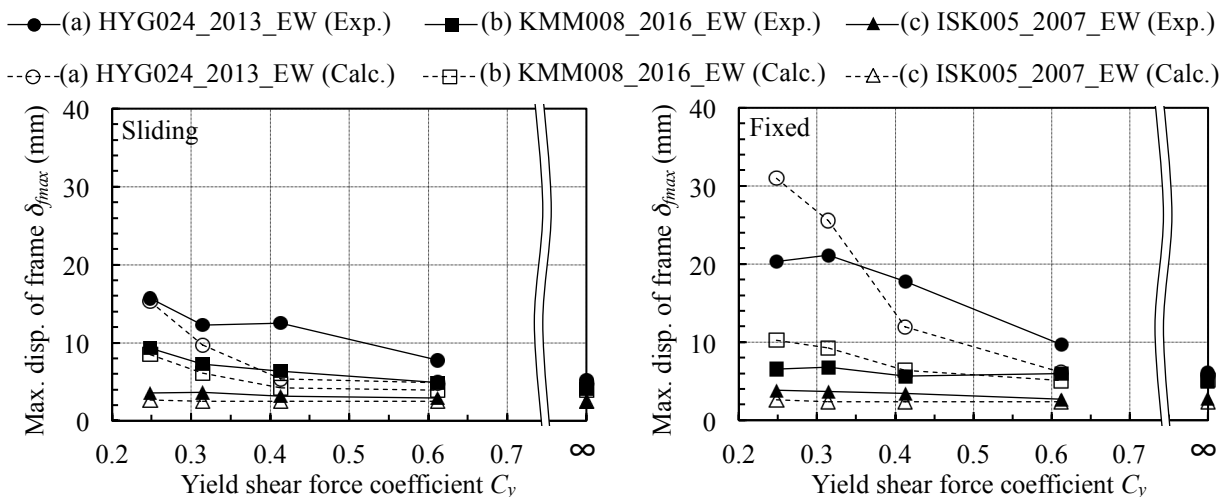 (a) HYG024_2013_EW (Exp.) (b) KMM008_2016_EW (Exp.) (c) ISK005_2007_EW (Exp.)
(a) HYG024_2013_EW (Calc.) (b) KMM008_2016_EW (Calc.) (c) ISK005_2007_EW (Calc.)
Max. disp. of frame δfmax (mm)
40
30
20
10
0
Sliding
0.2 0.3 0.4 0.5 0.6 0.7 ∞
Yield shear force coefficient Cy
Max. disp. of frame δfmax (mm)
40
30
20
10
0
Fixed
0.2 0.3 0.4 0.5 0.6 0.7 ∞
Yield shear force coefficient Cy